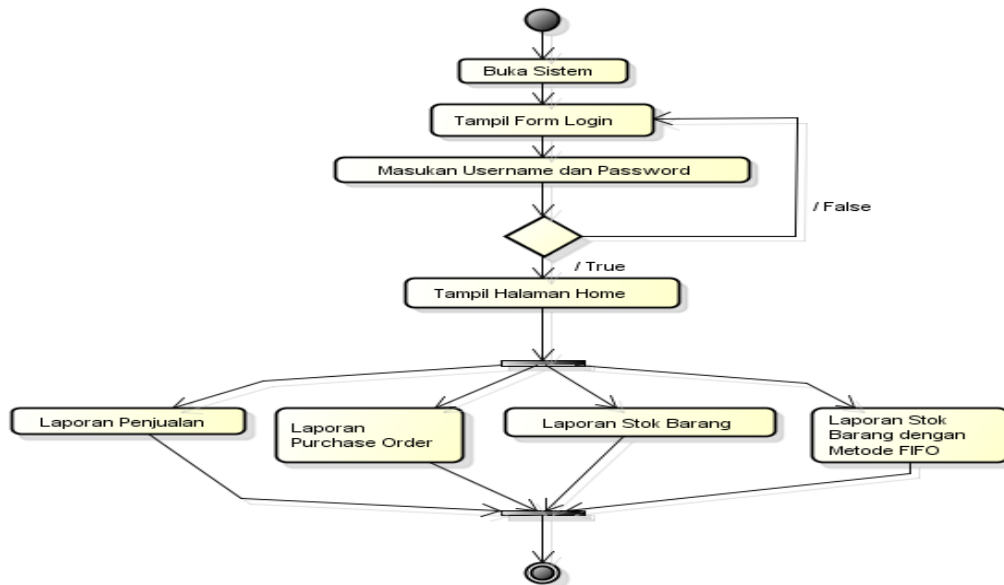 Buka Sistem
Tampil Form Login
Masukan Username dan Password
/ False
/ True
Tampil Halaman Home
Laporan Penjualan
Laporan
Purchase Order
Laporan Stok Barang
Laporan Stok
Barang dengan
Metode FIFO